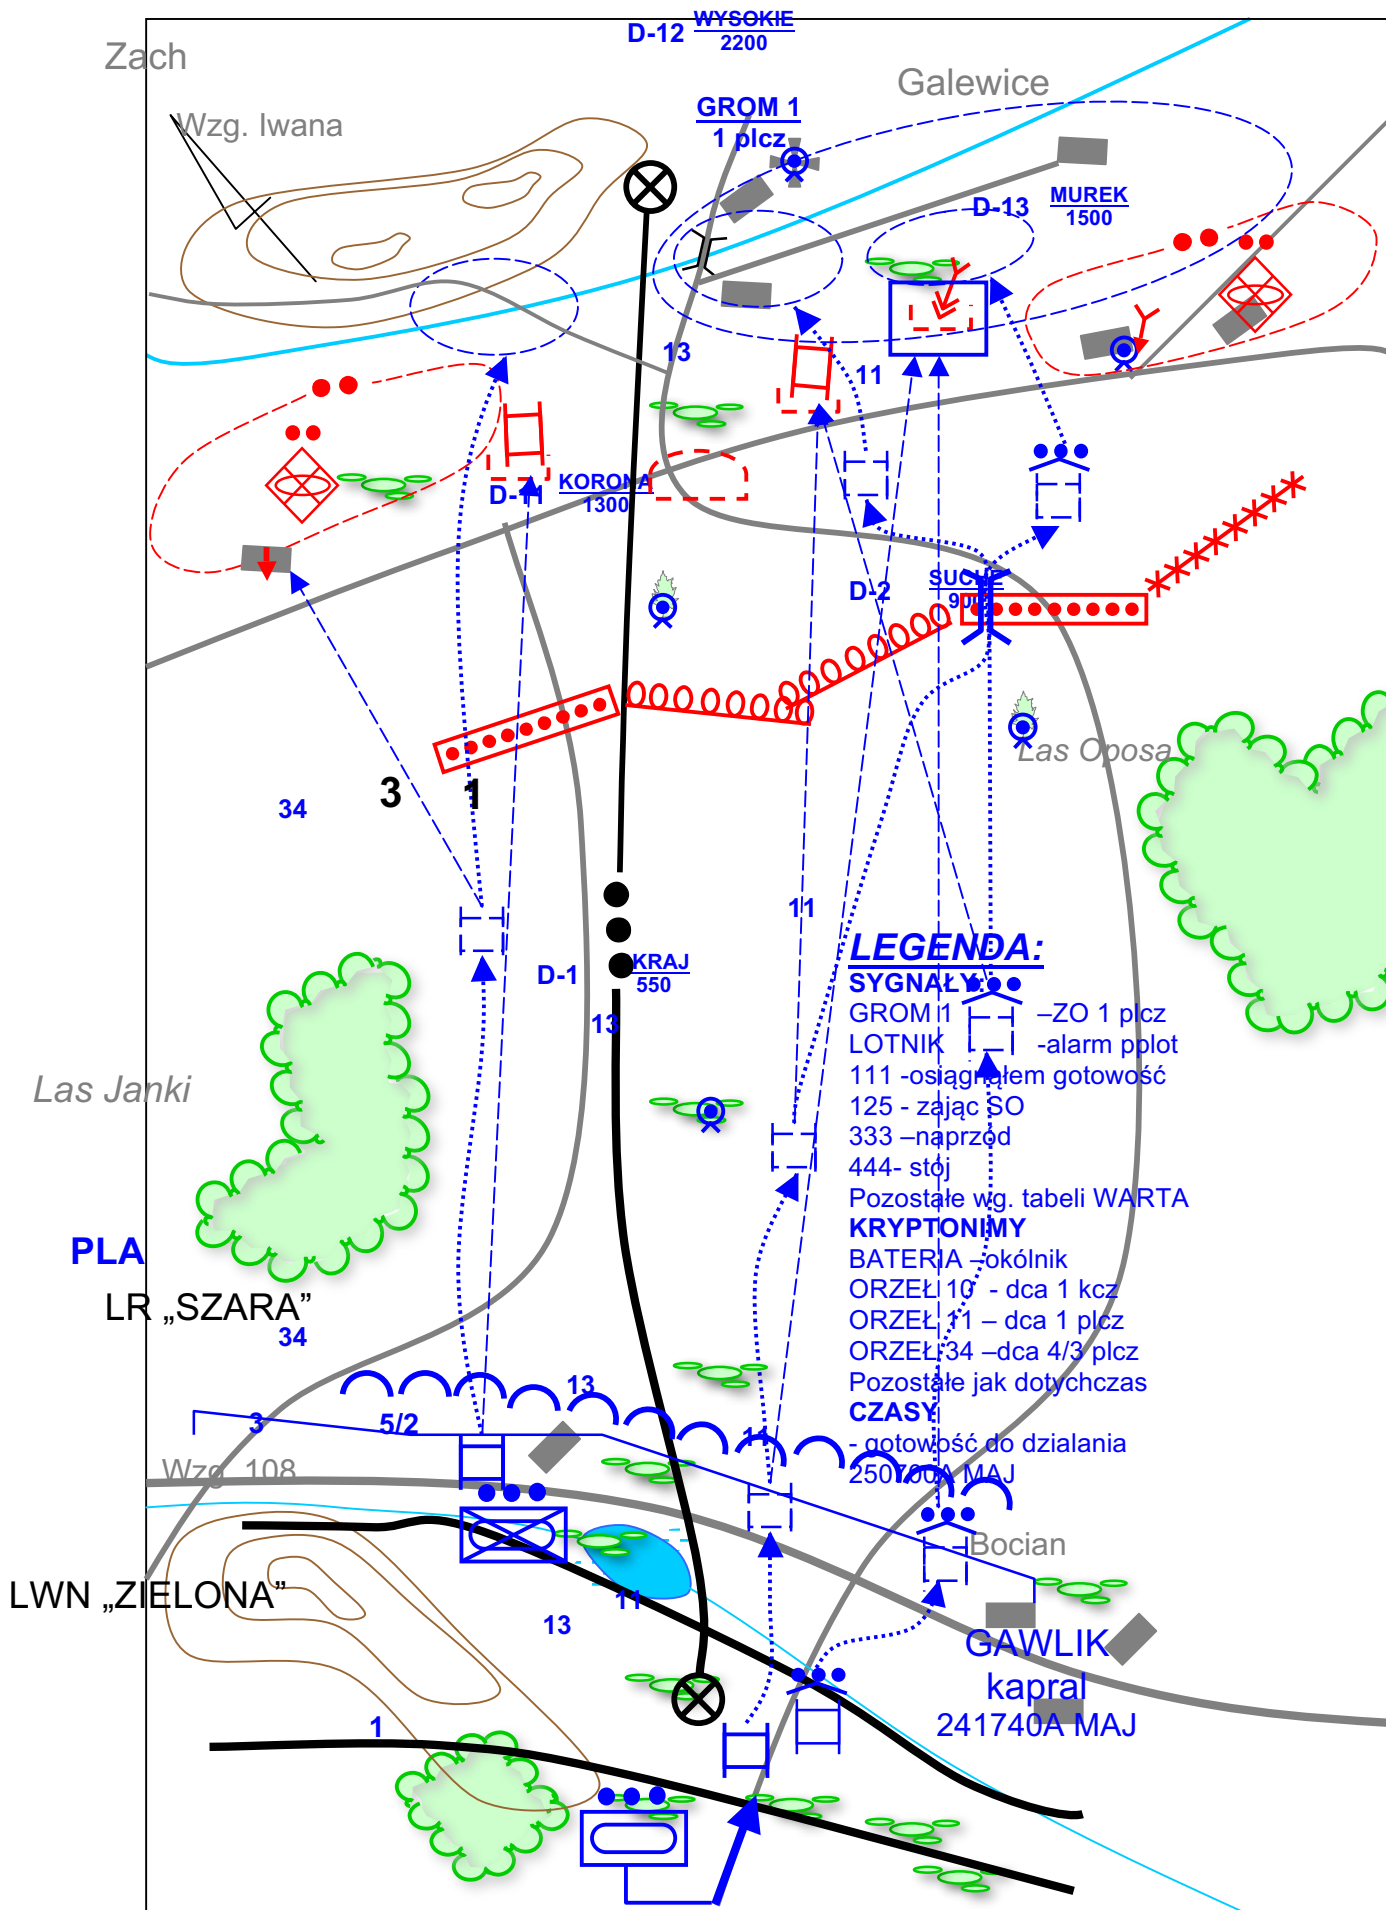 D-12 WYSOKIE
2200
Zach
Galewice
GROM 1
1 plcz
Wzg. Iwana
D-13 MUREK
1500
13
11
KORONA
D-11 1300
D-2 SUCHE
900
Las Oposa
3 1
34
11
LEGENDA:
KRAJ
D-1 550
SYGNAŁY:
GROM 1 –ZO 1 plcz
13
LOTNIK -alarm pplot
111 -osiągnąłem gotowość
Las Janki
125 - zając SO
333 –naprzód
444- stój
Pozostałe wg. tabeli WARTA
KRYPTONIMY
PLA
BATERIA –okólnik
ORZEŁ 10 - dca 1 kcz
LR „SZARA”
ORZEŁ 11 – dca 1 plcz
34
ORZEŁ 34 –dca 4/3 plcz
Pozostałe jak dotychczas
13
CZASY
3 5/2
11
- gotowość do dzialania
Wzg. 108
250700A MAJ
Bocian
LWN „ZIELONA”
11
13
GAWLIK
kapral
241740A MAJ
1